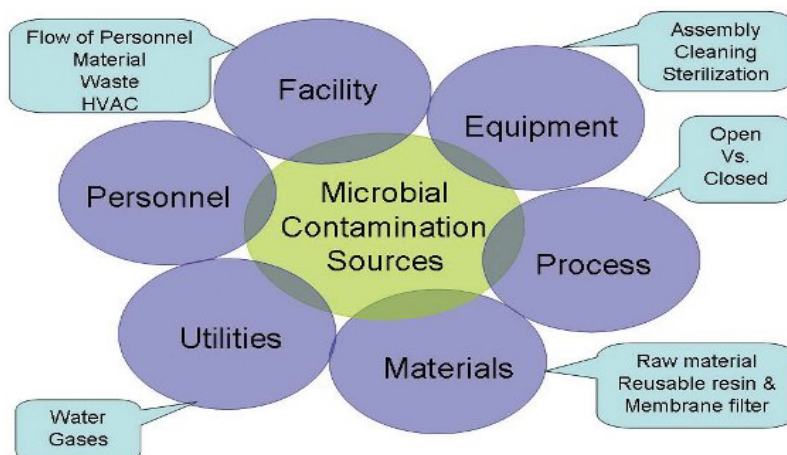 Flow of Personnel
Material
Waste
HVAC
Facility
Assembly
Cleaning
Sterilization
Equipment
Open
Vs.
Closed
Personnel
Microbial
Contamination
Sources
Process
Utilities
Materials
Raw material
Reusable resin &
Membrane filter
Water
Gases